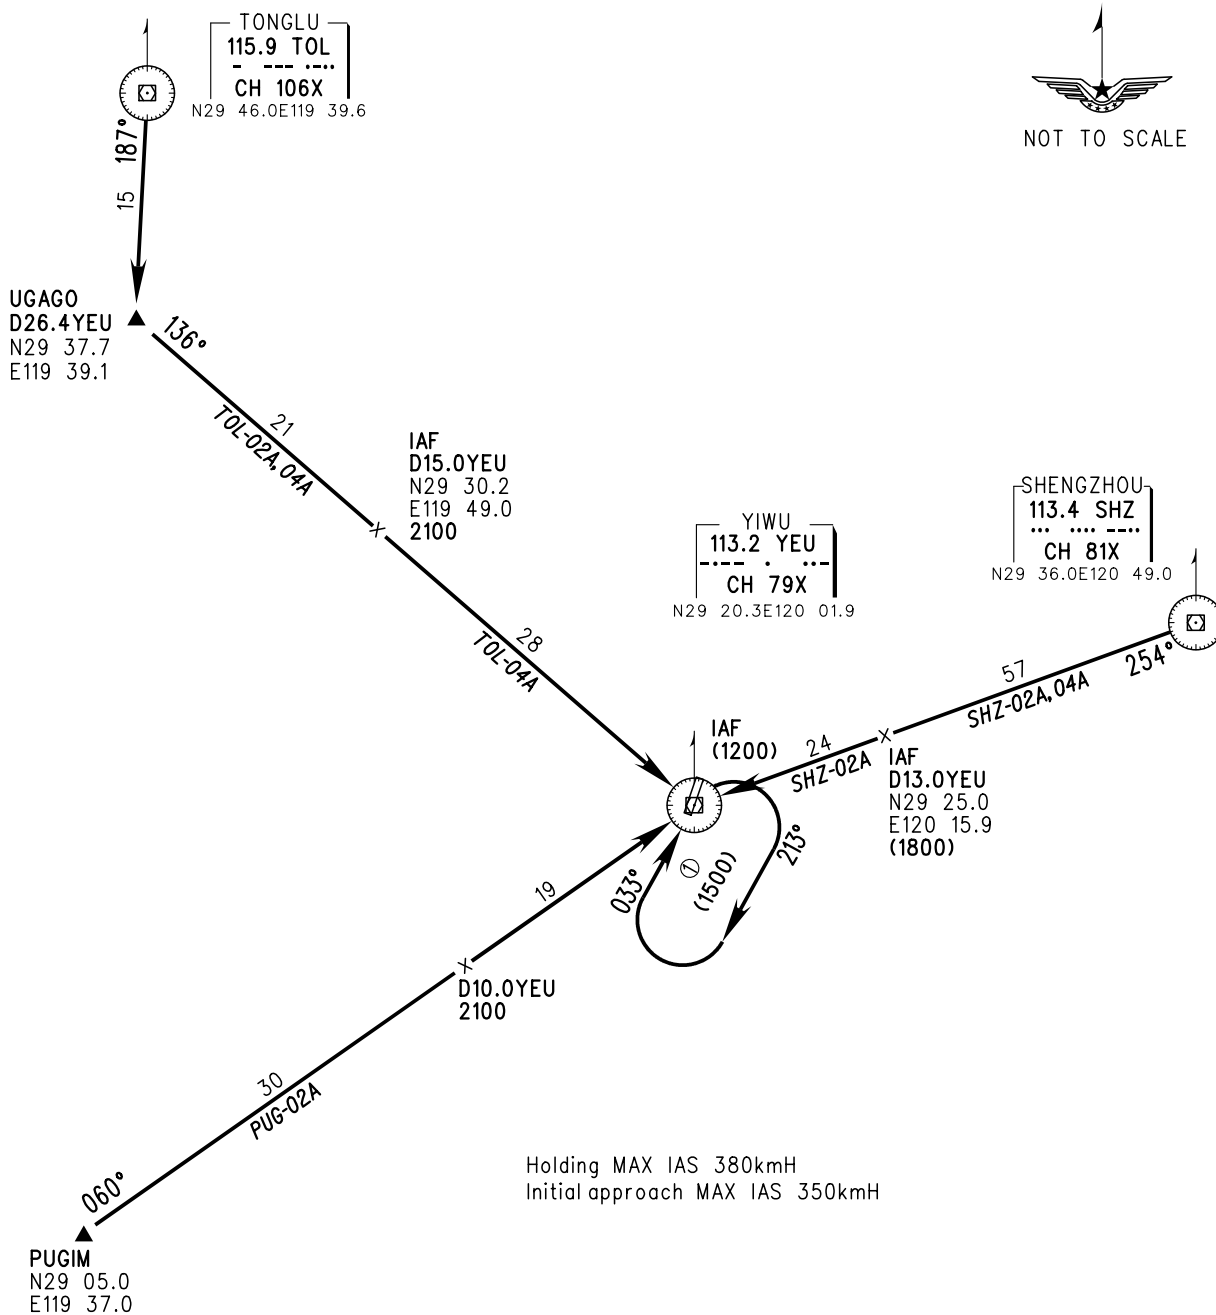 TONGLU
115.9 TOL
- --- ·-··
CH 106X
N29 46.0E119 39.6
NOT TO SCALE
187°
15
UGAGO
D26.4YEU
N29 37.7
E119 39.1
136°
21
TOL-02A,04A
IAF
D15.0YEU
N29 30.2
E119 49.0
2100
28
TOL-04A
YIWU
113.2 YEU
-·-- · ··-
CH 79X
N29 20.3E120 01.9
SHENGZHOU
113.4 SHZ
··· ···· --··
CH 81X
N29 36.0E120 49.0
254°
57
SHZ-02A,04A
IAF
(1200)
24
SHZ-02A
IAF
D13.0YEU
N29 25.0
E120 15.9
(1800)
213°
033°
1
(1500)
19
D10.0YEU
2100
30
PUG-02A
060°
PUGIM
N29 05.0
E119 37.0
Holding MAX IAS 380kmH
Initial approach MAX IAS 350kmH